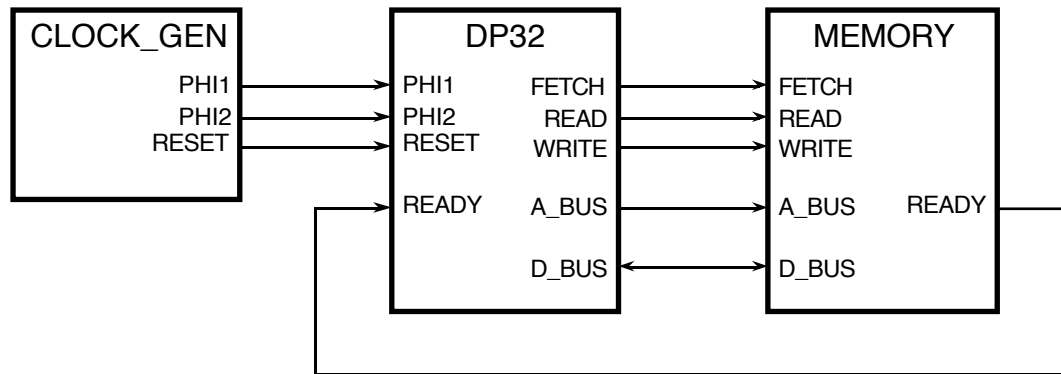 CLOCK_GEN
PHI1
PHI2
RESET
DP32
PHI1
PHI2
RESET
READY
FETCH
READ
WRITE
A_BUS
D_BUS
MEMORY
FETCH
READ
WRITE
A_BUS
D_BUS
READY